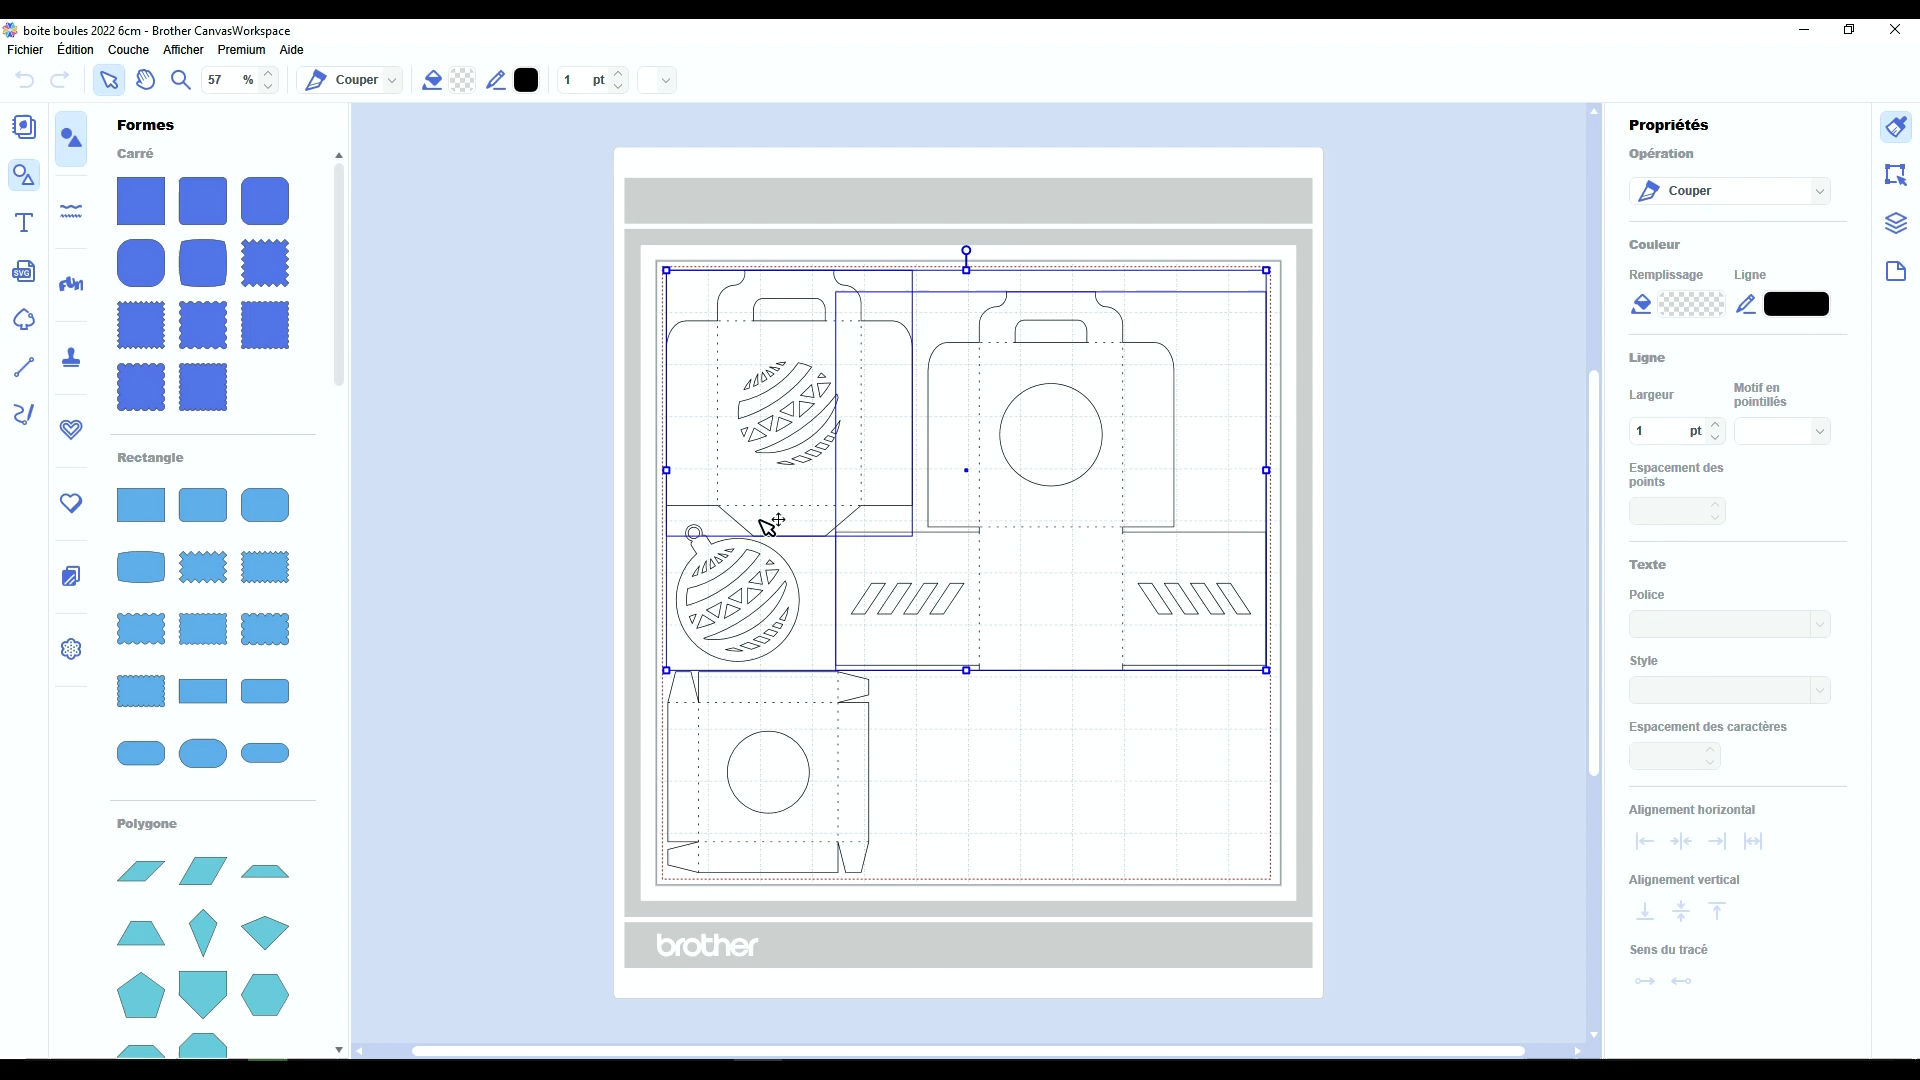 boite boules 2022 6cm - Brother CanvasWorkspace
Fichier Édition Couche Afficher Premium Aide
57 % Couper 1 pt
Formes
Carré
Rectangle
Polygone
SVG
brother
Propriétés
Opération
Couper
Couleur
Remplissage Ligne
Ligne
Largeur Motif en pointillés
1 pt
Espacement des points
Texte
Police
Style
Espacement des caractères
Alignement horizontal
Alignement vertical
Sens du tracé